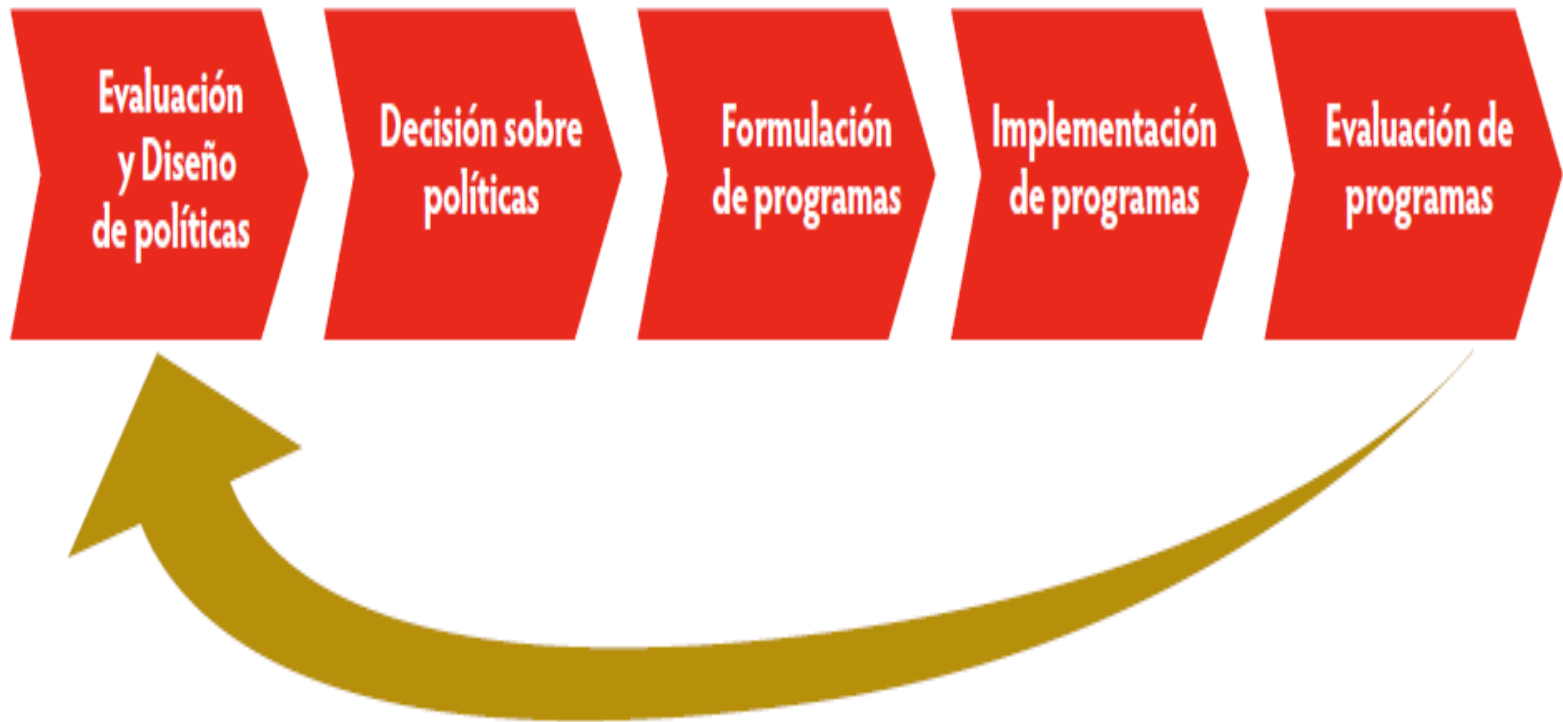 Evaluación
y Diseño
de políticas
Decisión sobre
políticas
Formulación
de programas
Implementación
de programas
Evaluación de
programas